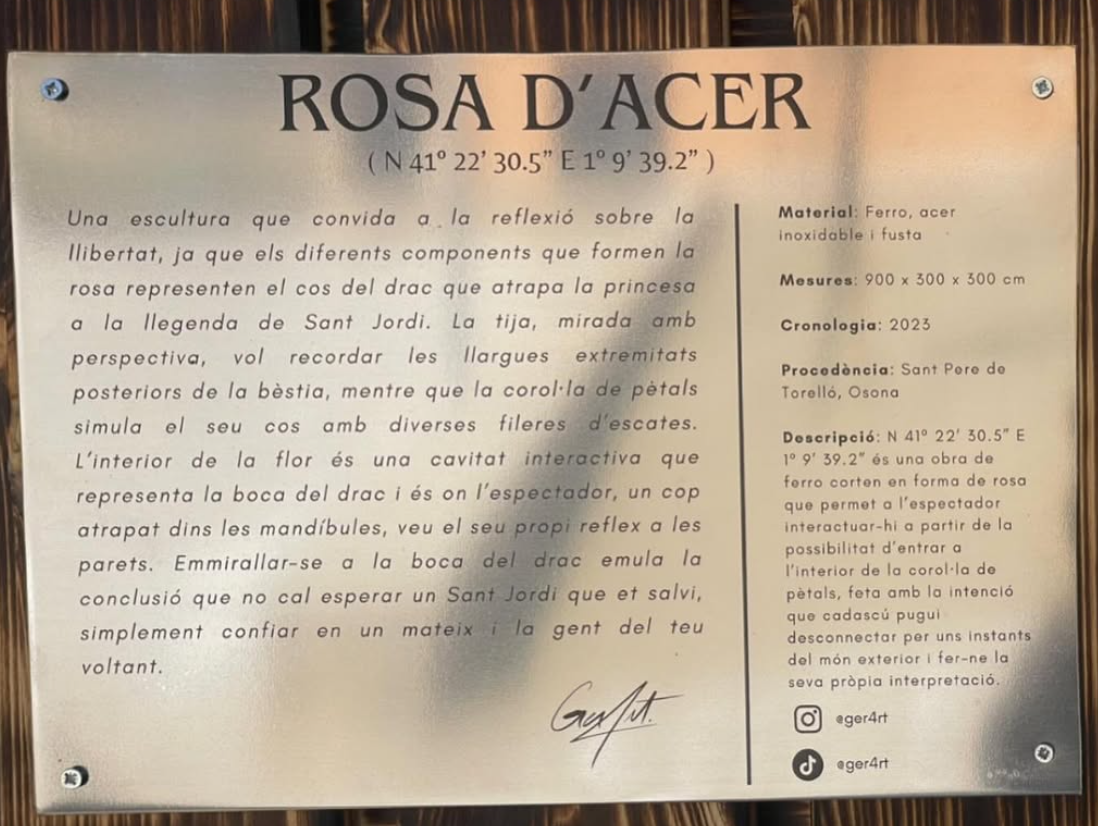 ROSA D'ACER
( N 41º 22' 30.5” E 1º 9' 39.2” )
Una escultura que convida a la reflexió sobre la
llibertat, ja que els diferents components que formen la
rosa representen el cos del drac que atrapa la princesa
a la llegenda de Sant Jordi. La tija, mirada amb
perspectiva, vol recordar les llargues extremitats
posteriors de la bèstia, mentre que la corol·la de pètals
simula el seu cos amb diverses fileres d'escates.
L'interior de la flor és una cavitat interactiva que
representa la boca del drac i és on l'espectador, un cop
atrapat dins les mandíbules, veu el seu propi reflex a les
parets. Emmirallar-se a la boca del drac emula la
conclusió que no cal esperar un Sant Jordi que et salvi,
simplement confiar en un mateix i la gent del teu
voltant.
GerArt.
Material: Ferro, acer
inoxidable i fusta
Mesures: 900 x 300 x 300 cm
Cronologia: 2023
Procedència: Sant Pere de
Torelló, Osona
Descripció: N 41º 22' 30.5” E
1º 9' 39.2” és una obra de
ferro corten en forma de rosa
que permet a l'espectador
interactuar-hi a partir de la
possibilitat d'entrar a
l'interior de la corol·la de
pètals, feta amb la intenció
que cadascú pugui
desconnectar per uns instants
del món exterior i fer-ne la
seva pròpia interpretació.
@ger4rt
@ger4rt